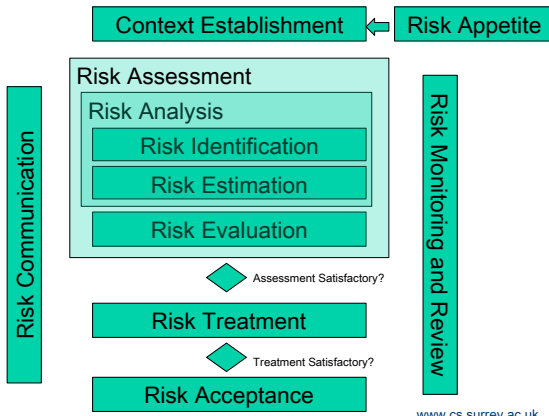 Context Establishment
Risk Appetite
Risk Assessment
Risk Analysis
Risk Identification
Risk Estimation
Risk Evaluation
Risk Communication
Risk Monitoring and Review
Assessment Satisfactory?
Risk Treatment
Treatment Satisfactory?
Risk Acceptance
www.cs.surrey.ac.uk